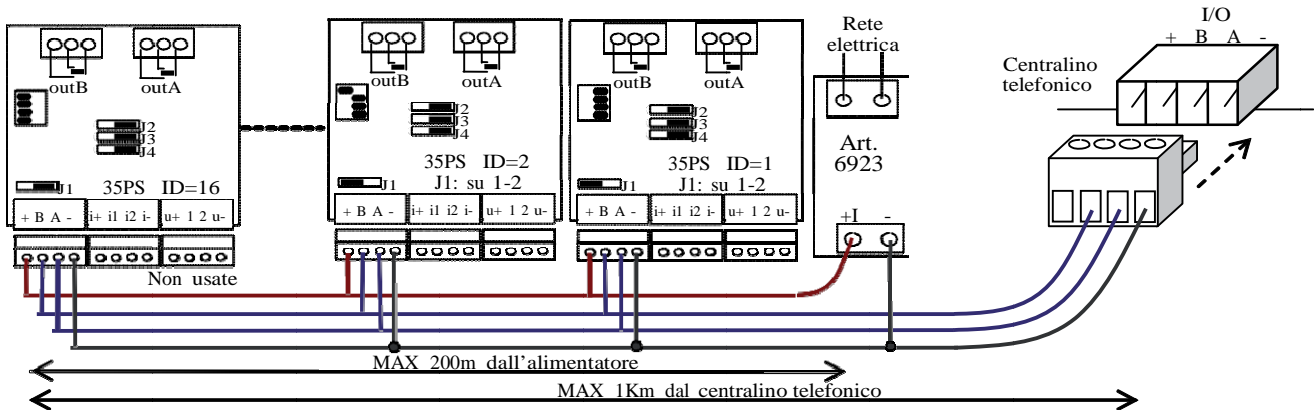 outB
outA
J2
J3
J4
J1
35PS ID=16
+ B A -
i+ i1 i2 i-
u+ 1 2 u-
Non usate
outB
outA
J2
J3
J4
35PS ID=2
J1
J1: su 1-2
+ B A -
i+ i1 i2 i-
u+ 1 2 u-
outB
outA
J2
J3
J4
35PS ID=1
J1
J1: su 1-2
+ B A -
i+ i1 i2 i-
u+ 1 2 u-
Rete
elettrica
Art.
6923
+I -
I/O
+ B A -
Centralino
telefonico
MAX 200m dall'alimentatore
MAX 1Km dal centralino telefonico